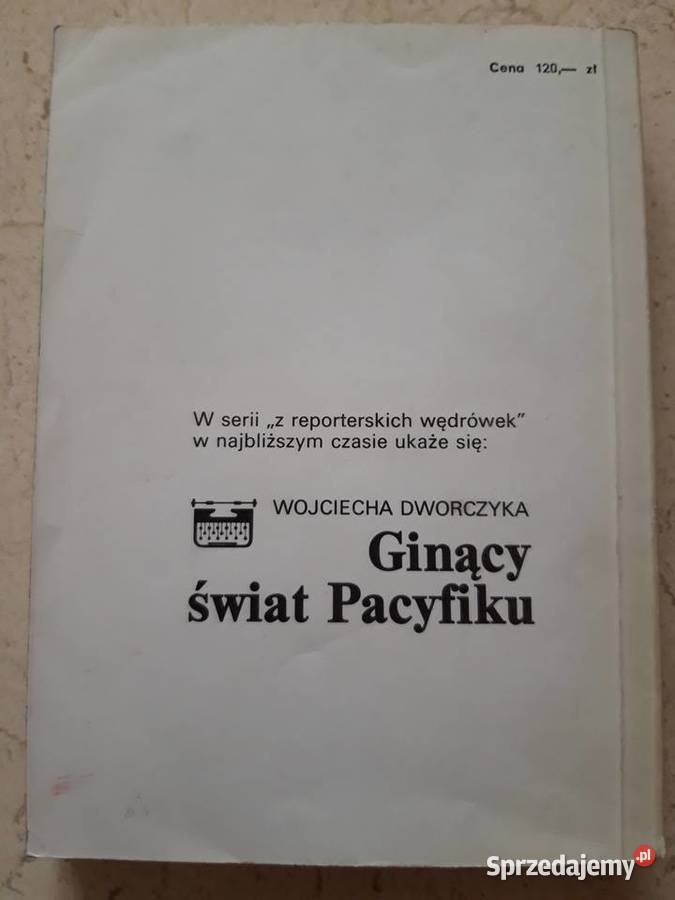 Cena 120,— zł
W serii „z reporterskich wędrówek”
w najbliższym czasie ukaże się:
WOJCIECHA DWORCZYKA
Ginący
świat Pacyfiku
Sprzedajemy.pl